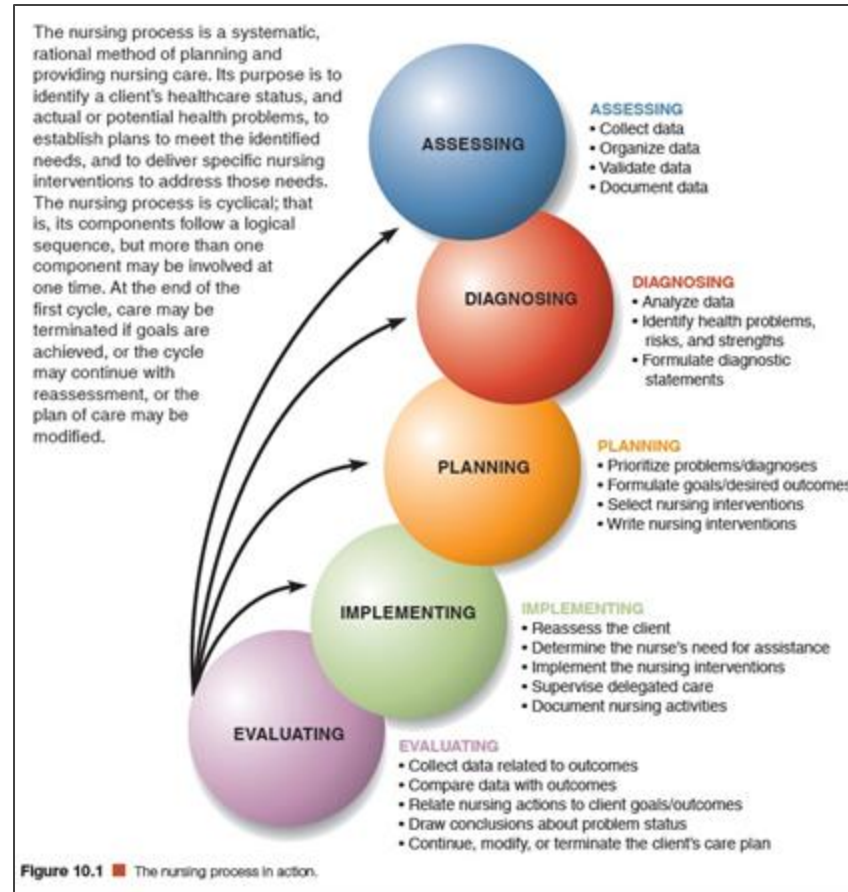 The nursing process is a systematic,
rational method of planning and
providing nursing care. Its purpose is to
identify a client's healthcare status, and
actual or potential health problems, to
establish plans to meet the identified
needs, and to deliver specific nursing
interventions to address those needs.
The nursing process is cyclical; that
is, its components follow a logical
sequence, but more than one
component may be involved at
one time. At the end of the
first cycle, care may be
terminated if goals are
achieved, or the cycle
may continue with
reassessment, or the
plan of care may be
modified.
ASSESSING
ASSESSING
• Collect data
• Organize data
• Validate data
• Document data
DIAGNOSING
DIAGNOSING
• Analyze data
• Identify health problems,
risks, and strengths
• Formulate diagnostic
statements
PLANNING
PLANNING
• Prioritize problems/diagnoses
• Formulate goals/desired outcomes
• Select nursing interventions
• Write nursing interventions
IMPLEMENTING
IMPLEMENTING
• Reassess the client
• Determine the nurse's need for assistance
• Implement the nursing interventions
• Supervise delegated care
• Document nursing activities
EVALUATING
EVALUATING
• Collect data related to outcomes
• Compare data with outcomes
• Relate nursing actions to client goals/outcomes
• Draw conclusions about problem status
• Continue, modify, or terminate the client's care plan
Figure 10.1 ■ The nursing process in action.